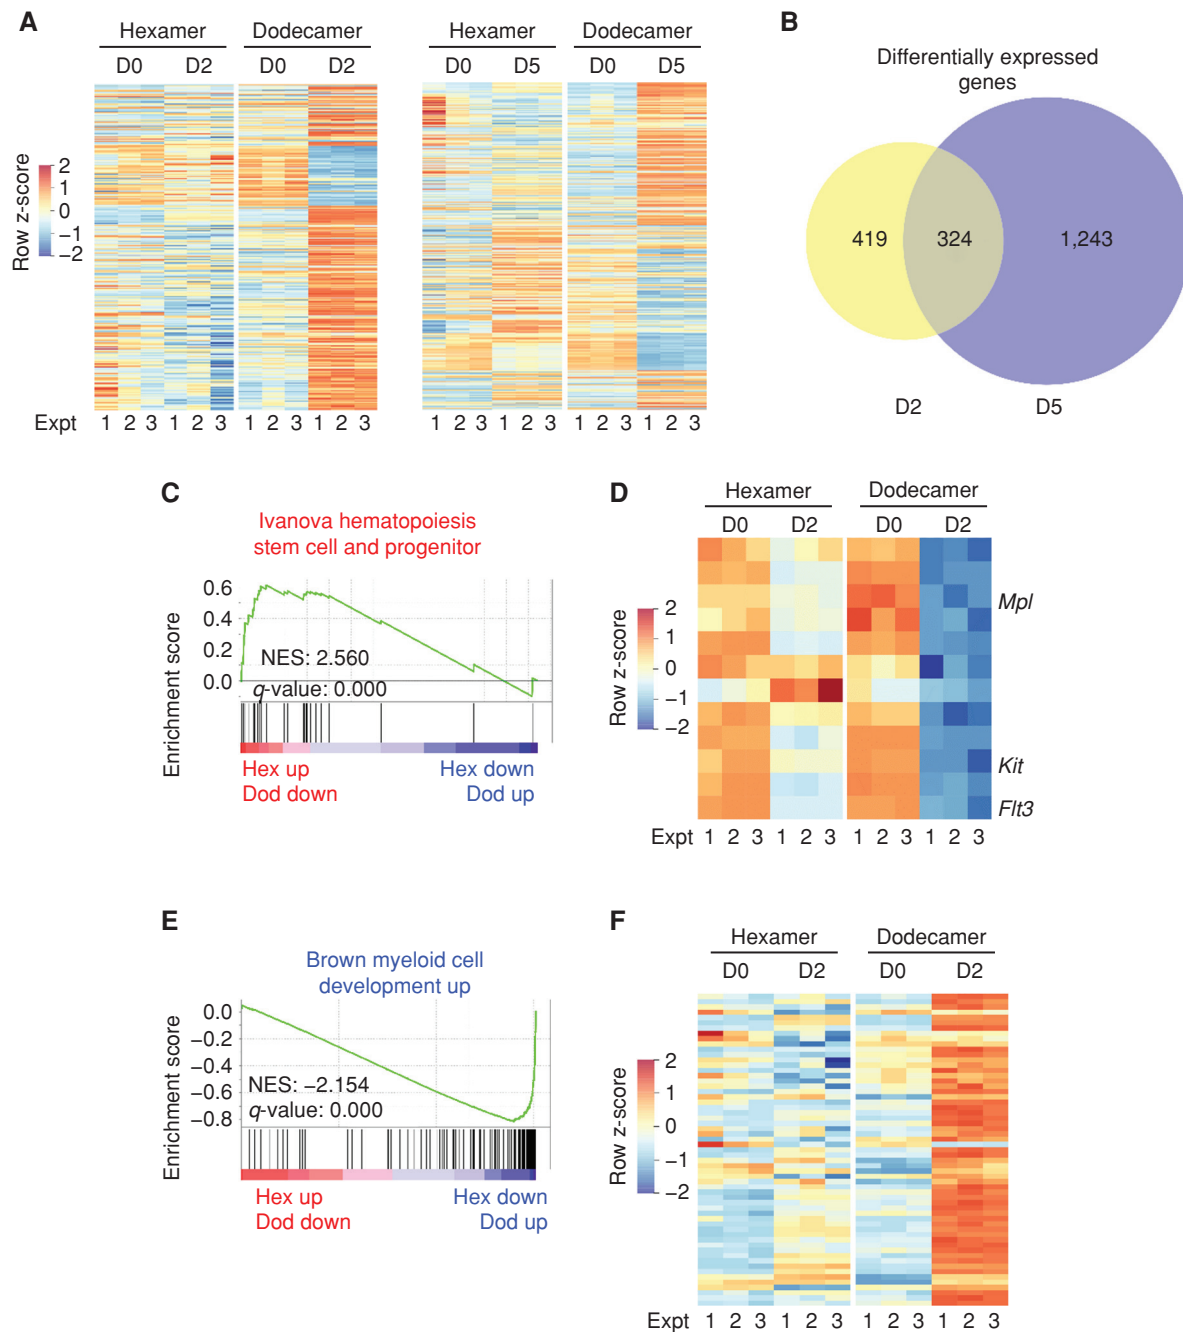 A
Hexamer Dodecamer Hexamer Dodecamer
D0 D2 D0 D2 D0 D5 D0 D5
Row z-score
2
1
0
−1
−2
Expt 1 2 3 1 2 3 1 2 3 1 2 3 1 2 3 1 2 3 1 2 3 1 2 3
B
Differentially expressed
genes
419 324 1,243
D2 D5
C
Ivanova hematopoiesis
stem cell and progenitor
Enrichment score
0.6
0.4
0.2
0.0
NES: 2.560
q-value: 0.000
Hex up Hex down
Dod down Dod up
D
Hexamer Dodecamer
D0 D2 D0 D2
Row z-score
2
1
0
−1
−2
Mpl
Kit
Flt3
Expt 1 2 3 1 2 3 1 2 3 1 2 3
E
Brown myeloid cell
development up
Enrichment score
0.0
−0.2
−0.4
−0.6
−0.8
NES: −2.154
q-value: 0.000
Hex up Hex down
Dod down Dod up
F
Hexamer Dodecamer
D0 D2 D0 D2
Row z-score
2
1
0
−1
−2
Expt 1 2 3 1 2 3 1 2 3 1 2 3